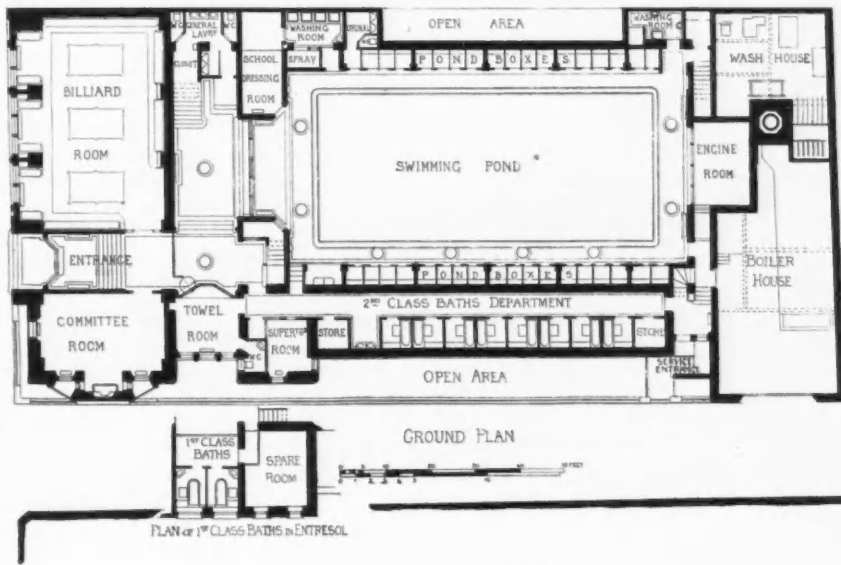 W.C.
GENERAL
LAVRY
W.C.
WASHING
ROOM
URINAL
OPEN AREA
WASHING
ROOM
WASH HOUSE
CLOSET
SCHOOL
DRESSING
ROOM
SPRAY
POND BOXES
BILLIARD
ROOM
SWIMMING POND
ENGINE
ROOM
ENTRANCE
POND BOXES
BOILER
HOUSE
2ND CLASS BATHS DEPARTMENT
COMMITTEE
ROOM
TOWEL
ROOM
W.C.
ROOM
STORE
STORE
SERVICE
ENTRANCE
OPEN AREA
GROUND PLAN
1ST CLASS
BATHS
SPARE
ROOM
FEET
PLAN OF 1ST CLASS BATHS IN ENTRESOL